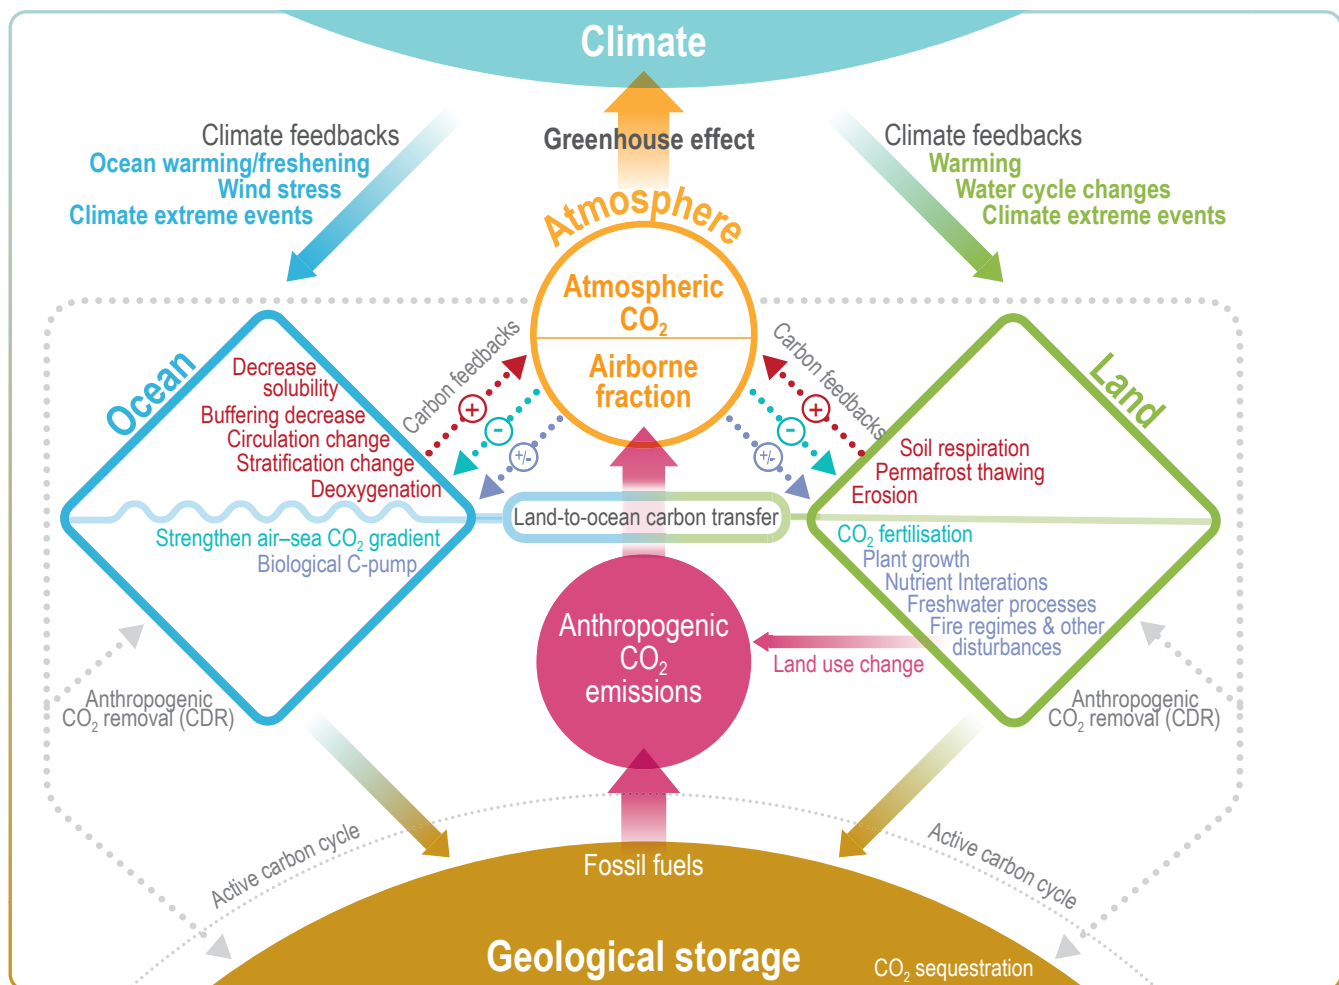 Climate
Greenhouse effect
Climate feedbacks
Ocean warming/freshening
Wind stress
Climate extreme events
Climate feedbacks
Warming
Water cycle changes
Climate extreme events
Atmosphere
Atmospheric
CO₂
Airborne
fraction
Carbon feedbacks
+
-
+/-
Carbon feedbacks
+
-
+/-
Ocean
Decrease
solubility
Buffering decrease
Circulation change
Stratification change
Deoxygenation
Strengthen air–sea CO₂ gradient
Biological C-pump
Land-to-ocean carbon transfer
Land
Soil respiration
Permafrost thawing
Erosion
CO₂ fertilisation
Plant growth
Nutrient Interations
Freshwater processes
Fire regimes & other
disturbances
Anthropogenic
CO₂
emissions
Land use change
Anthropogenic
CO₂ removal (CDR)
Anthropogenic
CO₂ removal (CDR)
Active carbon cycle
Active carbon cycle
Fossil fuels
Geological storage
CO₂ sequestration